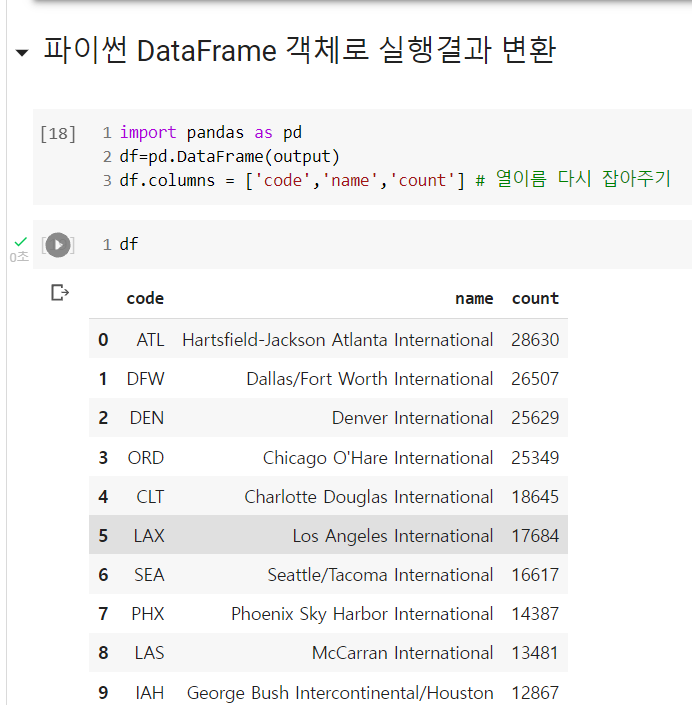 파이썬 DataFrame 객체로 실행결과 변환
[18]
1 import pandas as pd
2 df=pd.DataFrame(output)
3 df.columns = ['code','name','count'] # 열이름 다시 잡아주기
1 df
0초
code name count
0 ATL Hartsfield-Jackson Atlanta International 28630
1 DFW Dallas/Fort Worth International 26507
2 DEN Denver International 25629
3 ORD Chicago O'Hare International 25349
4 CLT Charlotte Douglas International 18645
5 LAX Los Angeles International 17684
6 SEA Seattle/Tacoma International 16617
7 PHX Phoenix Sky Harbor International 14387
8 LAS McCarran International 13481
9 IAH George Bush Intercontinental/Houston 12867